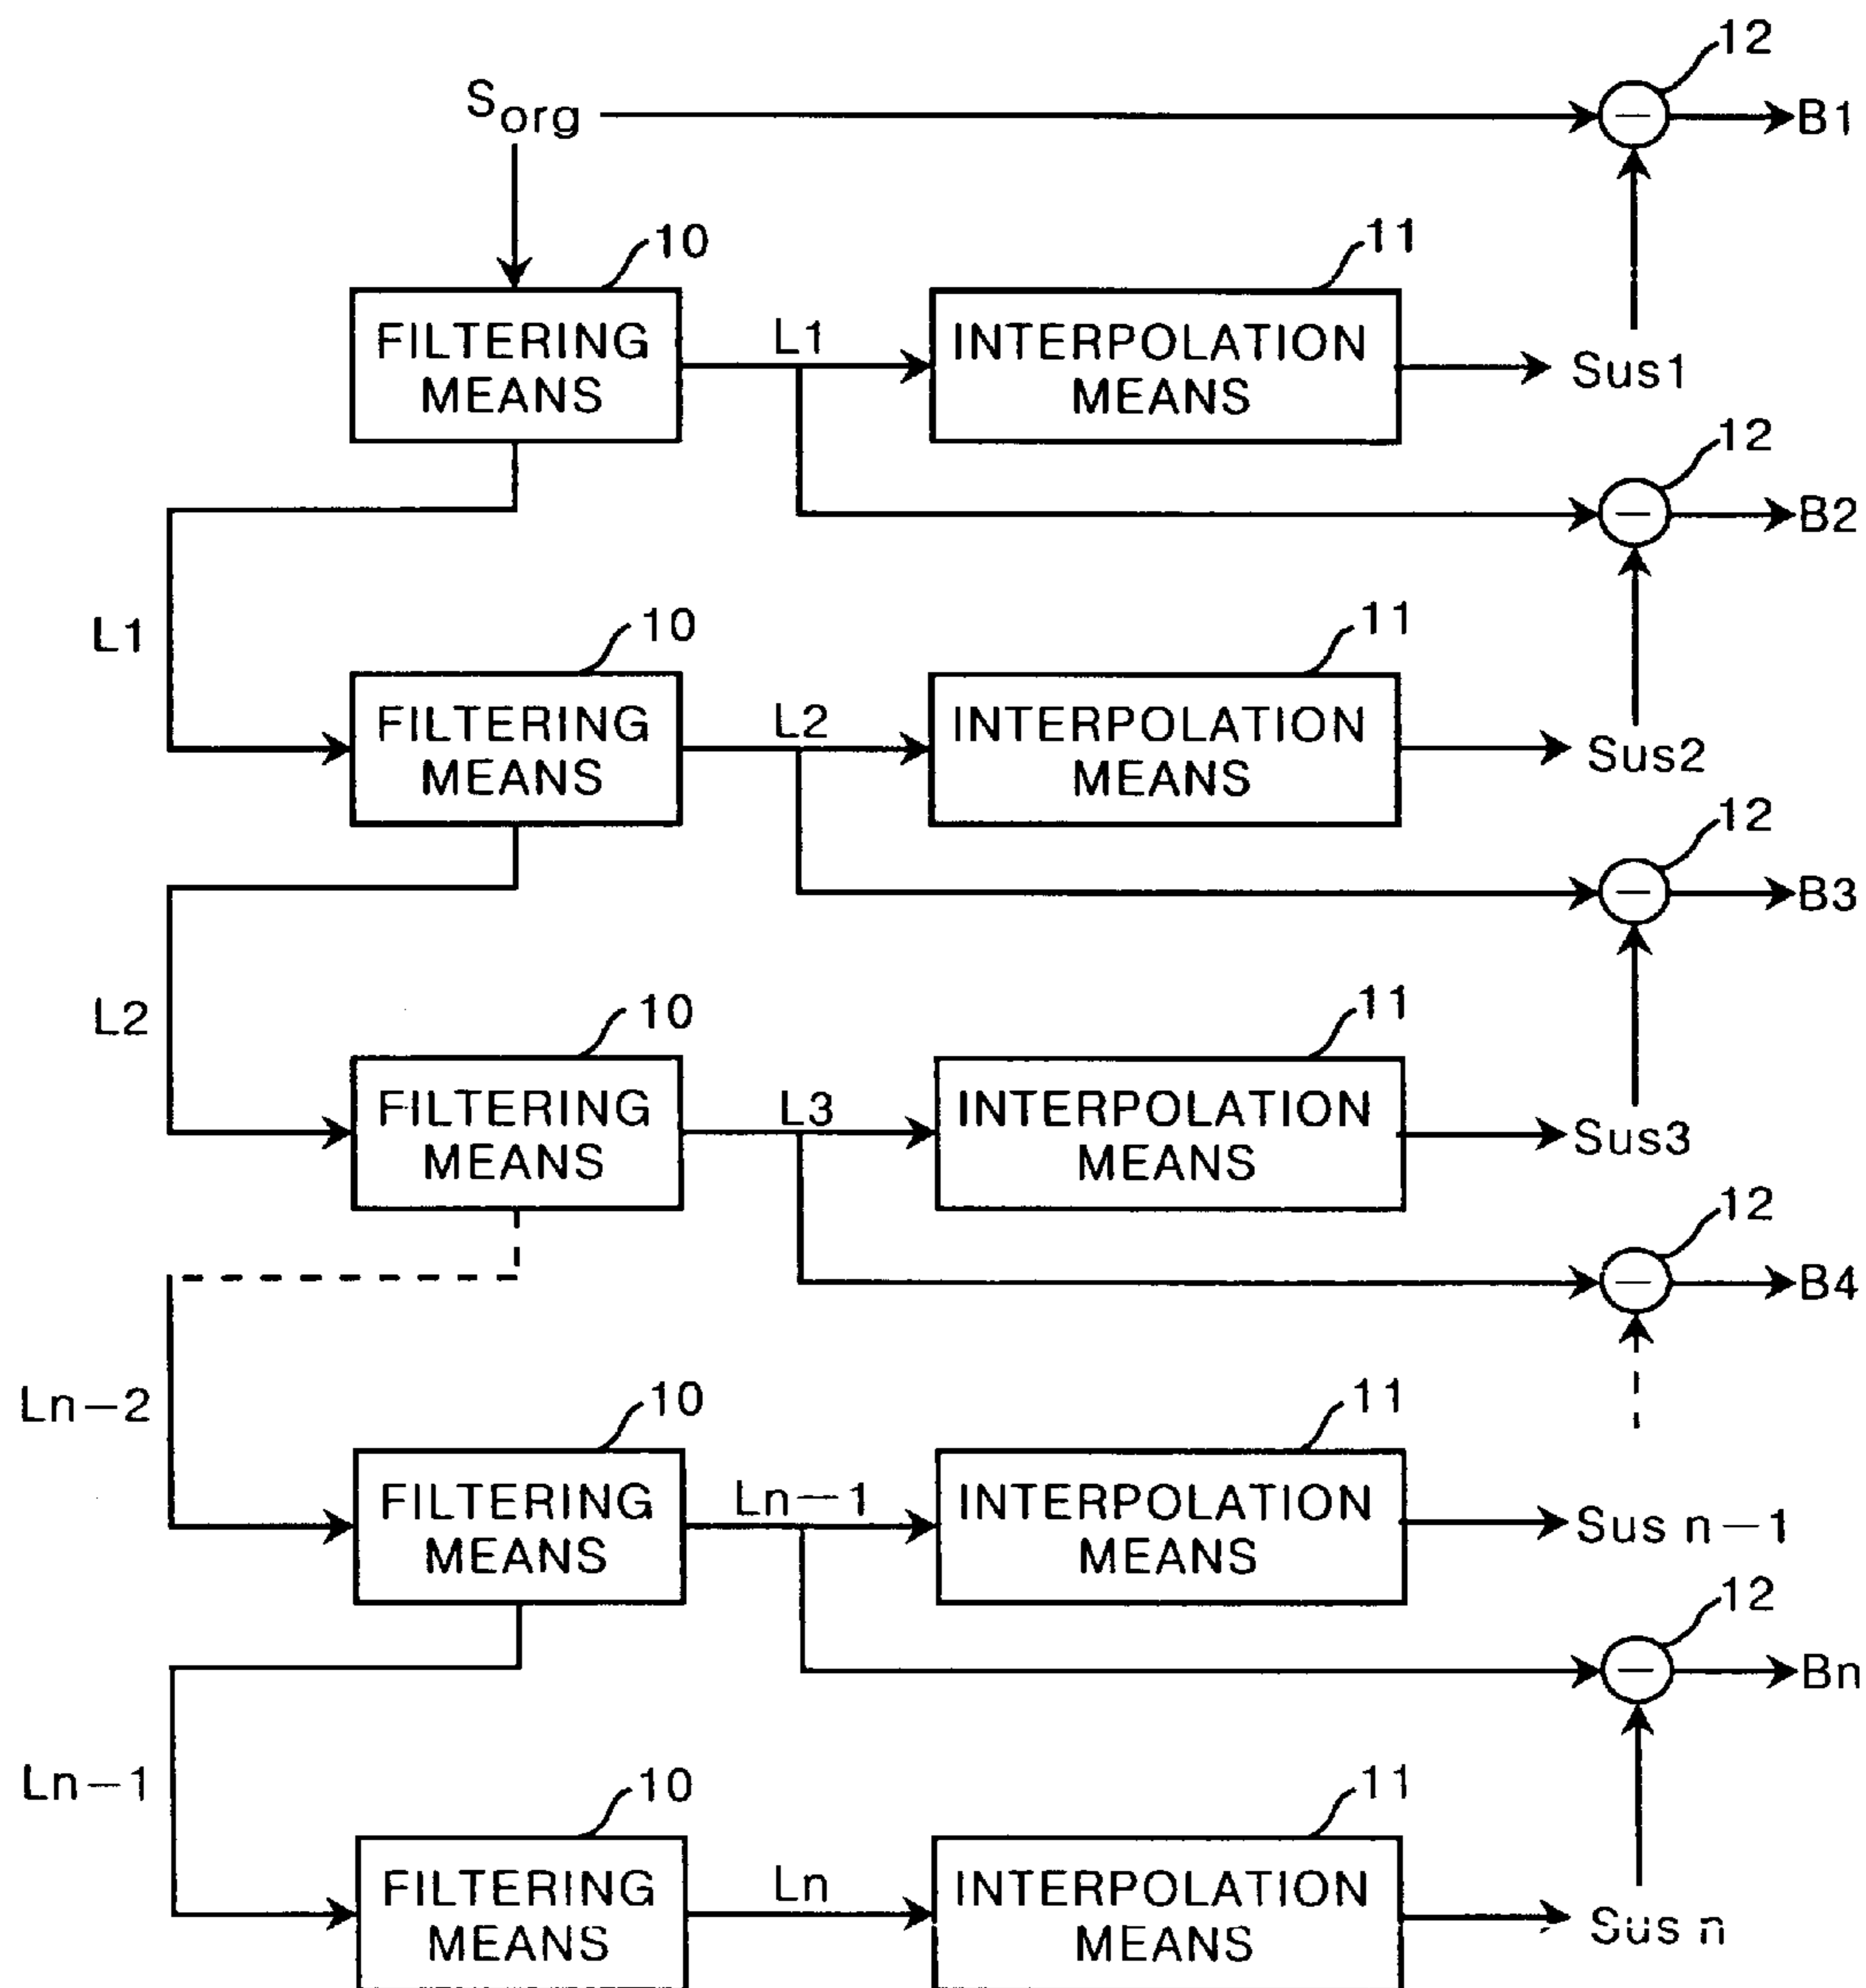 12
S_org
B1
10
11
L1
FILTERING
MEANS
INTERPOLATION
MEANS
Sus1
12
B2
L1
10
11
L2
FILTERING
MEANS
INTERPOLATION
MEANS
Sus2
12
B3
L2
10
11
L3
FILTERING
MEANS
INTERPOLATION
MEANS
Sus3
12
B4
Ln−2
10
11
Ln−1
FILTERING
MEANS
INTERPOLATION
MEANS
Sus n−1
12
Bn
Ln−1
10
11
Ln
FILTERING
MEANS
INTERPOLATION
MEANS
Sus n